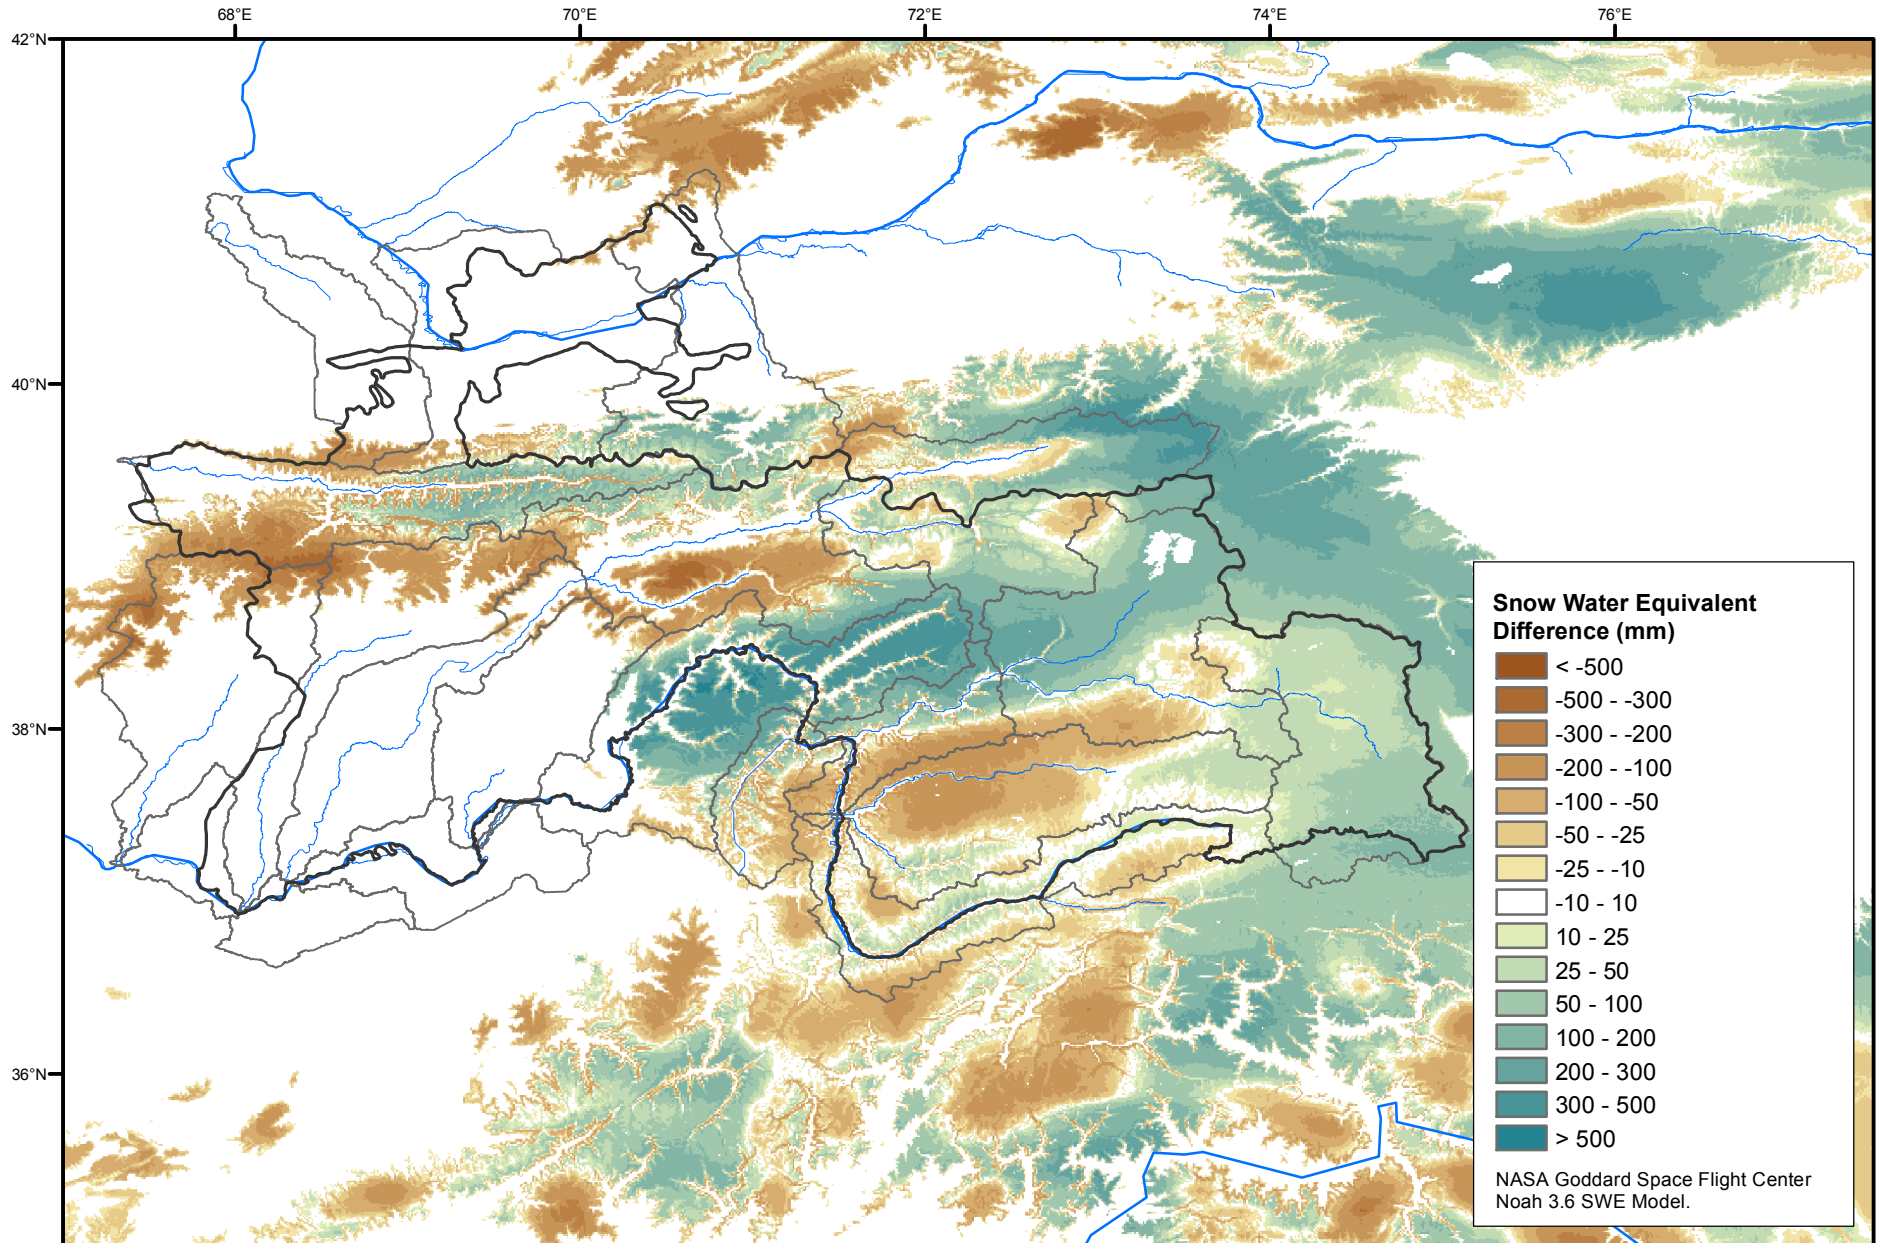 68°E 70°E 72°E 74°E 76°E
42°N
40°N
38°N
36°N
Snow Water Equivalent
Difference (mm)
< -500
-500 - -300
-300 - -200
-200 - -100
-100 - -50
-50 - -25
-25 - -10
-10 - 10
10 - 25
25 - 50
50 - 100
100 - 200
200 - 300
300 - 500
> 500
NASA Goddard Space Flight Center
Noah 3.6 SWE Model.